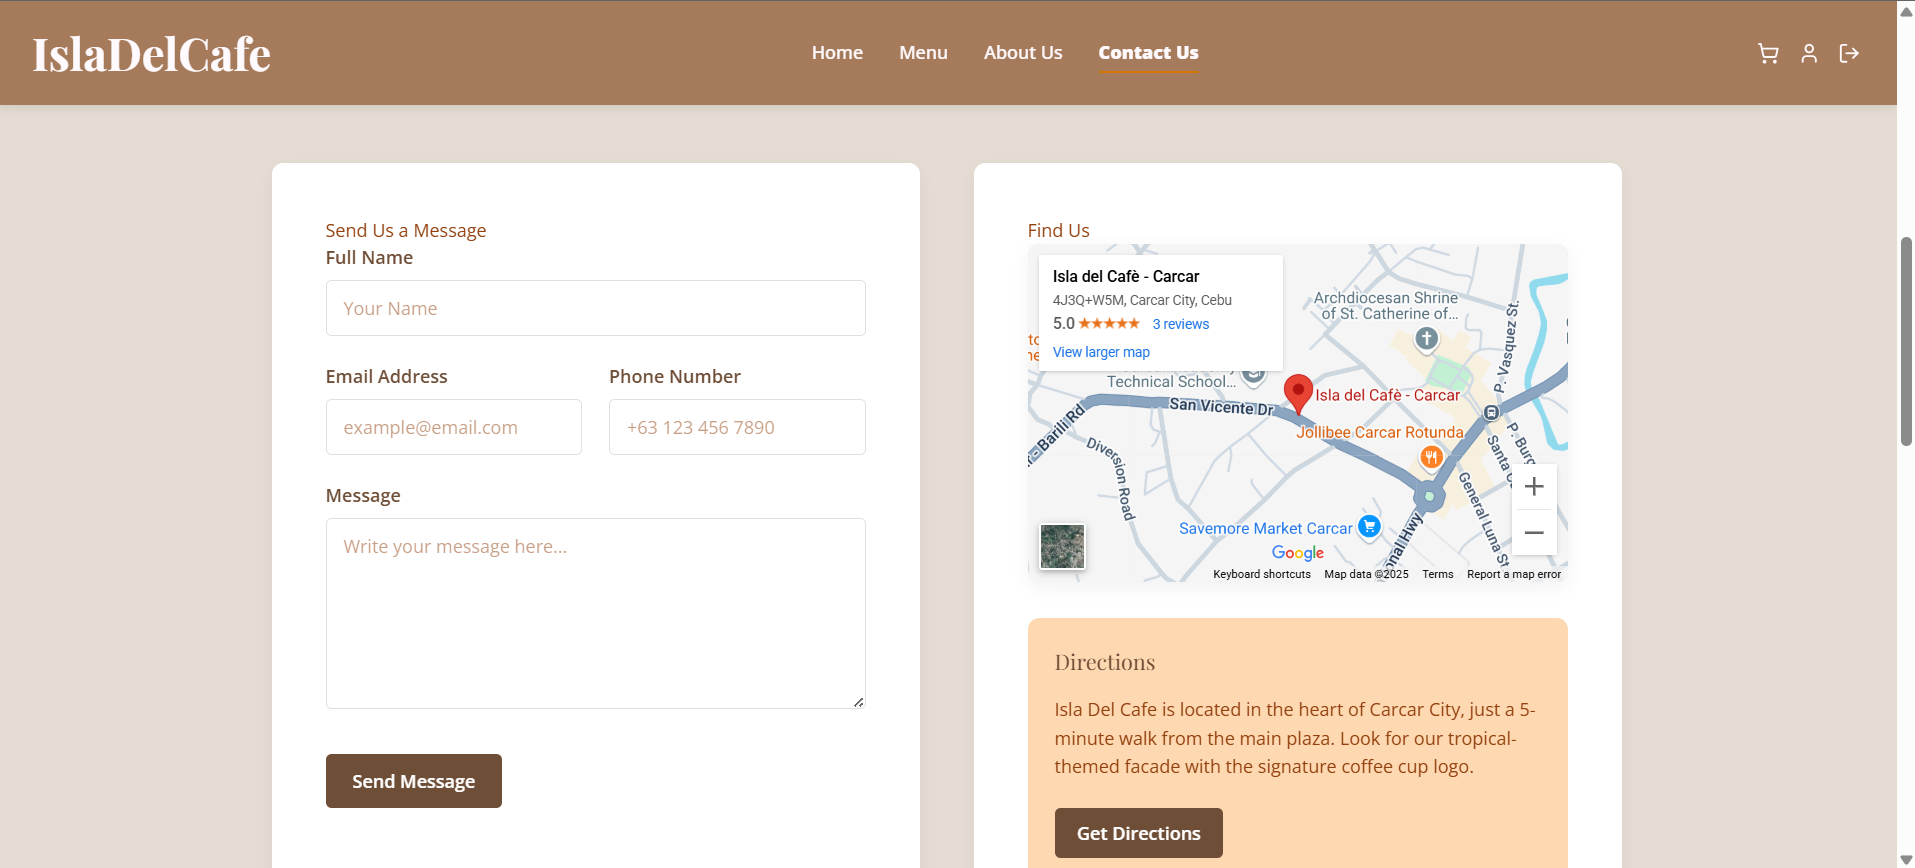 IslaDelCafe
Home
Menu
About Us
Contact Us
Send Us a Message
Full Name
Your Name
Email Address
Phone Number
example@email.com
+63 123 456 7890
Message
Write your message here...
Send Message
Find Us
Isla del Cafè - Carcar
4J3Q+W5M, Carcar City, Cebu
5.0
3 reviews
View larger map
Archdiocesan Shrine
of St. Catherine of...
P. Vasquez St.
Technical School...
San Vicente Dr
Isla del Cafè - Carcar
Jollibee Carcar Rotunda
-Barili Rd
Diversion Road
Santa C
P. Burg
General Luna St
Savemore Market Carcar
onal Hwy
Google
Keyboard shortcuts
Map data ©2025
Terms
Report a map error
Directions
Isla Del Cafe is located in the heart of Carcar City, just a 5-
minute walk from the main plaza. Look for our tropical-
themed facade with the signature coffee cup logo.
Get Directions